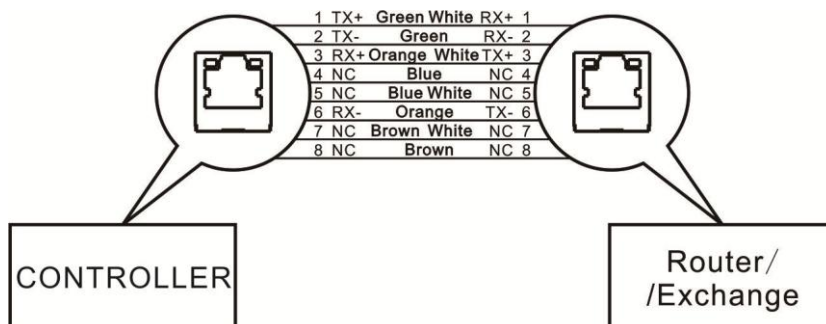 1 TX+ Green White RX+ 1
2 TX- Green RX- 2
3 RX+ Orange White TX+ 3
4 NC Blue NC 4
5 NC Blue White NC 5
6 RX- Orange TX- 6
7 NC Brown White NC 7
8 NC Brown NC 8
CONTROLLER
Router/
/Exchange